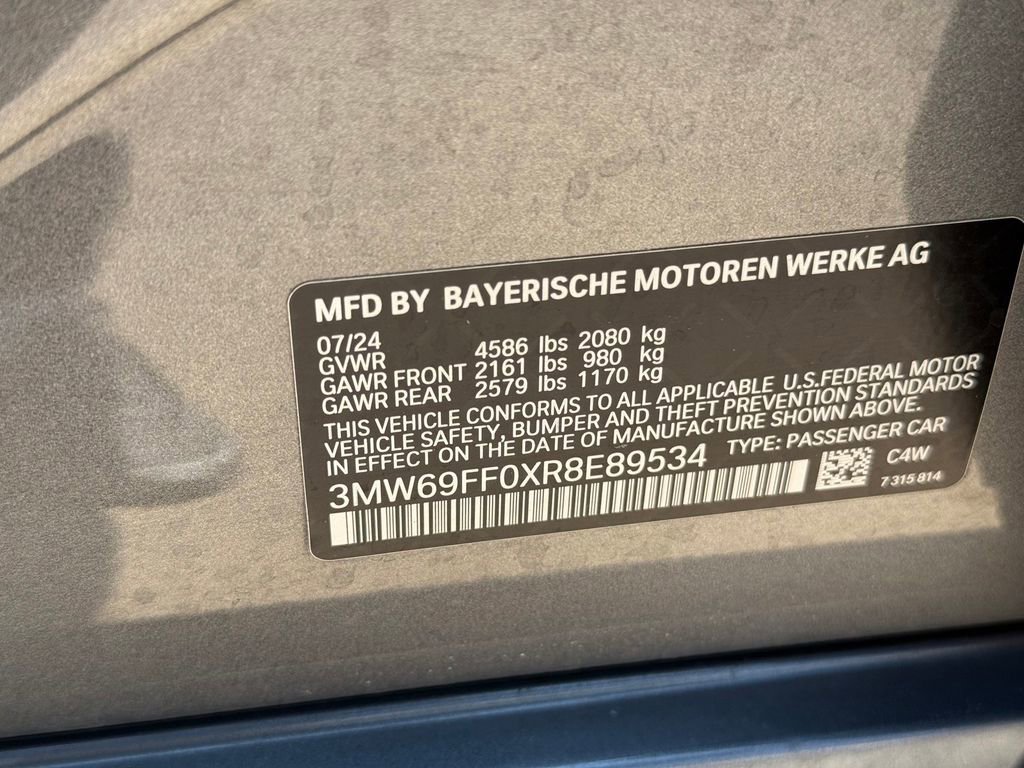 MFD BY BAYERISCHE MOTOREN WERKE AG
07/24
GVWR 4586 lbs 2080 kg
GAWR FRONT 2161 lbs 980 kg
GAWR REAR 2579 lbs 1170 kg
THIS VEHICLE CONFORMS TO ALL APPLICABLE U.S.FEDERAL MOTOR
VEHICLE SAFETY, BUMPER AND THEFT PREVENTION STANDARDS
IN EFFECT ON THE DATE OF MANUFACTURE SHOWN ABOVE.
3MW69FF0XR8E89534 TYPE: PASSENGER CAR
C4W
7 315 814